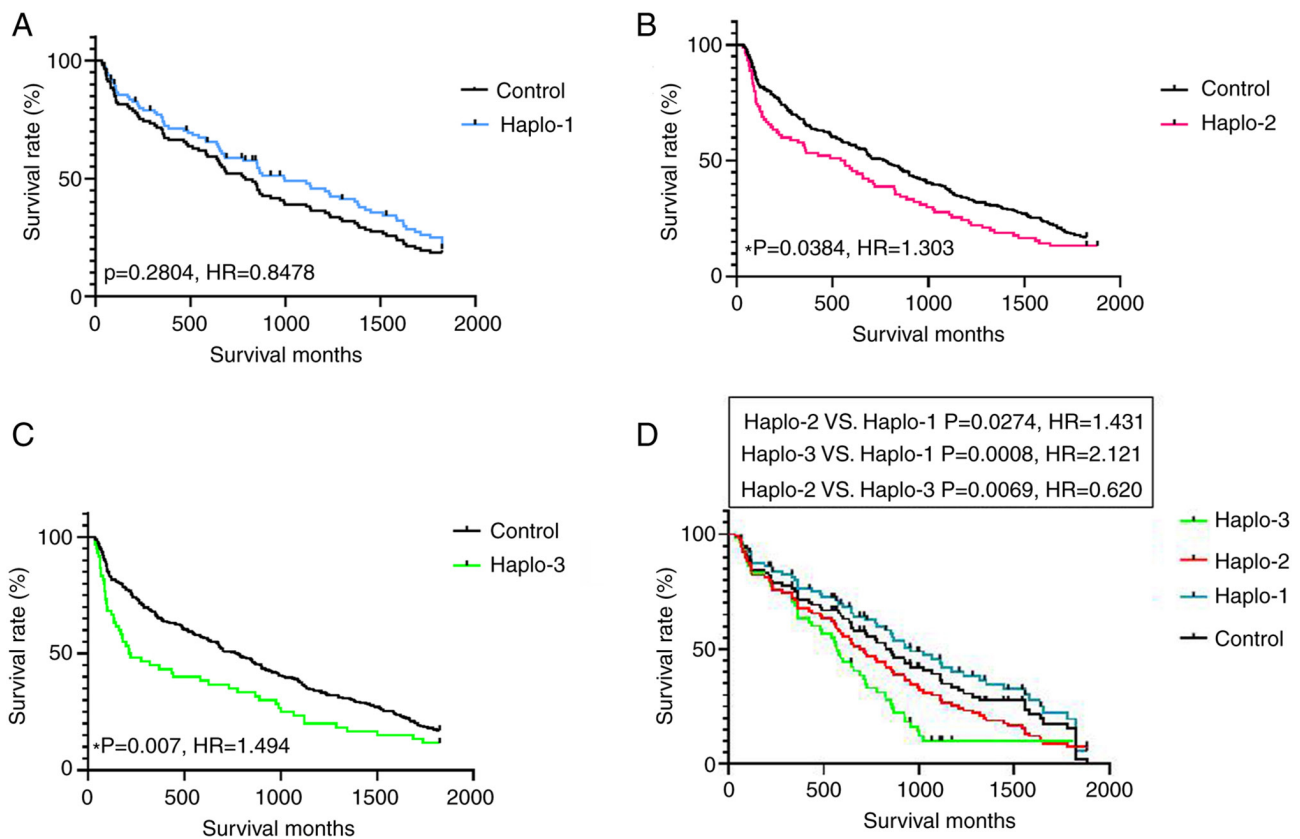 A
Survival rate (%)
100
50
0
0 500 1000 1500 2000
Survival months
Control
Haplo-1
p=0.2804, HR=0.8478
B
Survival rate (%)
100
50
0
0 500 1000 1500 2000
Survival months
Control
Haplo-2
*P=0.0384, HR=1.303
C
Survival rate (%)
100
50
0
0 500 1000 1500 2000
Survival months
Control
Haplo-3
*P=0.007, HR=1.494
D
Haplo-2 VS. Haplo-1 P=0.0274, HR=1.431
Haplo-3 VS. Haplo-1 P=0.0008, HR=2.121
Haplo-2 VS. Haplo-3 P=0.0069, HR=0.620
Survival rate (%)
100
50
0
0 500 1000 1500 2000
Survival months
Haplo-3
Haplo-2
Haplo-1
Control